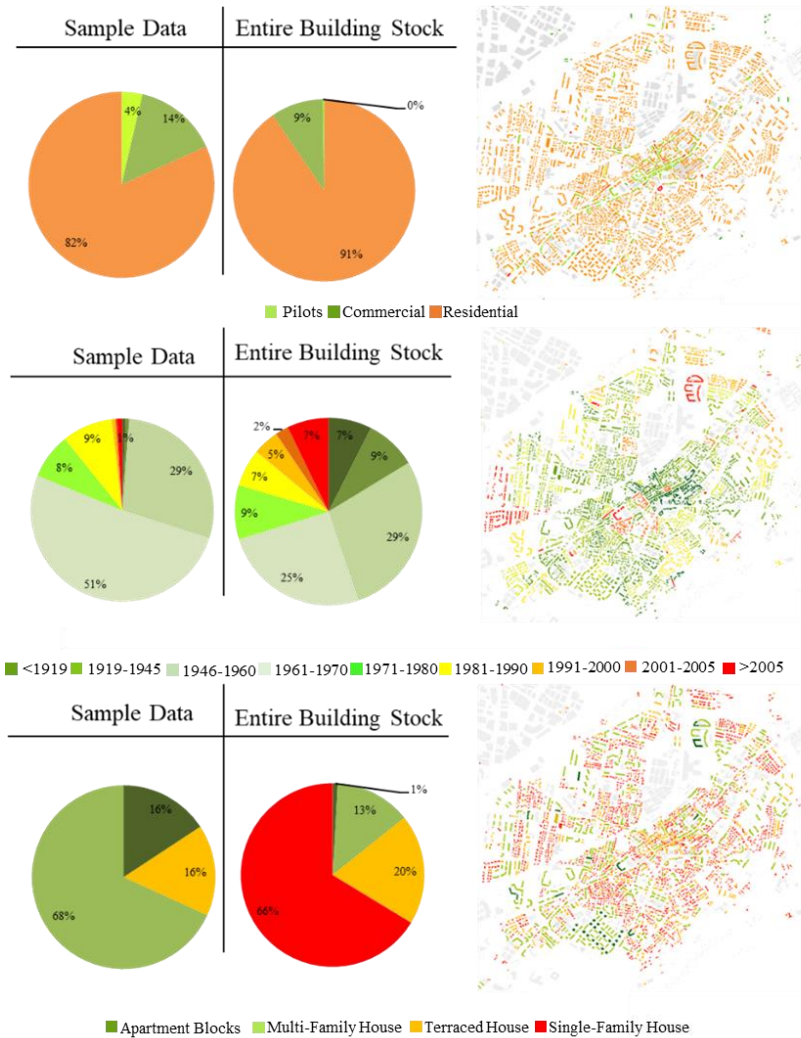 Sample Data Entire Building Stock
4% 14% 82%
0% 9% 91%
Pilots Commercial Residential
Sample Data Entire Building Stock
1% 29% 51% 8% 9%
7% 9% 29% 25% 9% 7% 5% 2% 7%
<1919 1919-1945 1946-1960 1961-1970 1971-1980 1981-1990 1991-2000 2001-2005 >2005
Sample Data Entire Building Stock
16% 16% 68%
1% 13% 20% 66%
Apartment Blocks Multi-Family House Terraced House Single-Family House